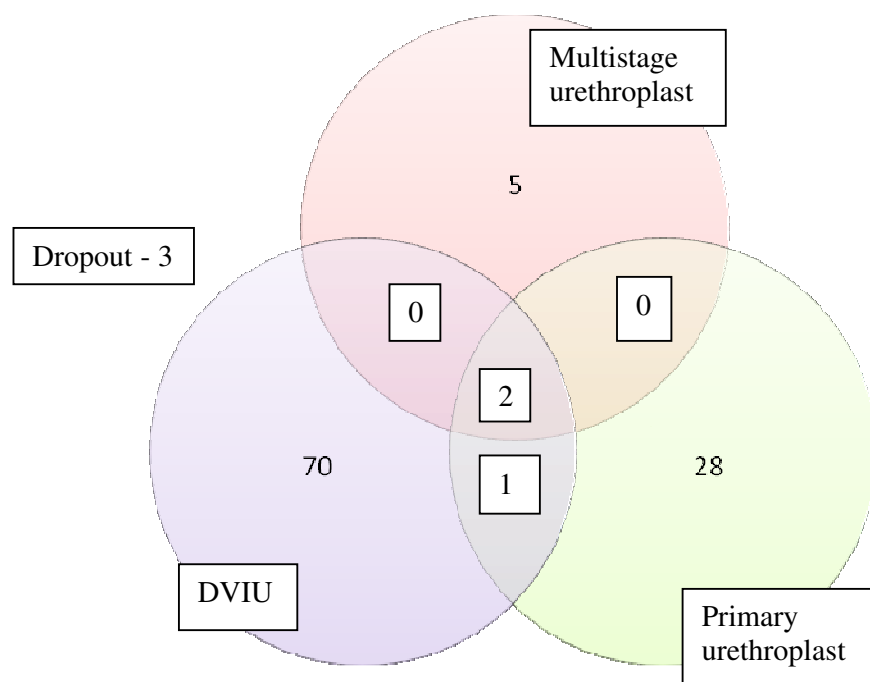 Multistage
urethroplast
5
Dropout - 3
0
0
2
70
1
28
DVIU
Primary
urethroplast